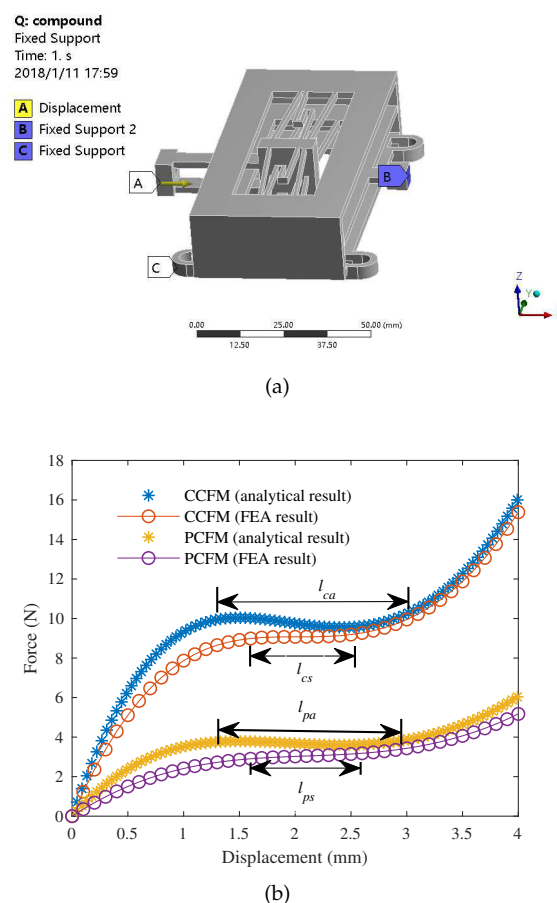 Q: compound
Fixed Support
Time: 1. s
2018/1/11 17:59
A Displacement
B Fixed Support 2
C Fixed Support
A
B
C
Z
Y
0.00 25.00 50.00 (mm)
12.50 37.50
(a)
18
16
14
12
10
8
6
4
2
0
Force (N)
CCFM (analytical result)
CCFM (FEA result)
PCFM (analytical result)
PCFM (FEA result)
l_ca
l_cs
l_pa
l_ps
0 0.5 1 1.5 2 2.5 3 3.5 4
Displacement (mm)
(b)